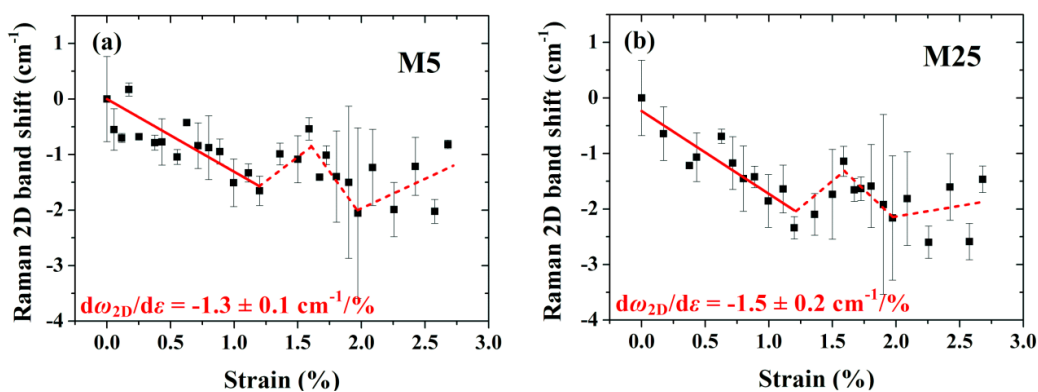 (a)
M5
Raman 2D band shift (cm⁻¹)
1
0
-1
-2
-3
-4
dω₂D/dε = -1.3 ± 0.1 cm⁻¹/%
0.0 0.5 1.0 1.5 2.0 2.5 3.0
Strain (%)
(b)
M25
Raman 2D band shift (cm⁻¹)
1
0
-1
-2
-3
-4
dω₂D/dε = -1.5 ± 0.2 cm⁻¹/%
0.0 0.5 1.0 1.5 2.0 2.5 3.0
Strain (%)